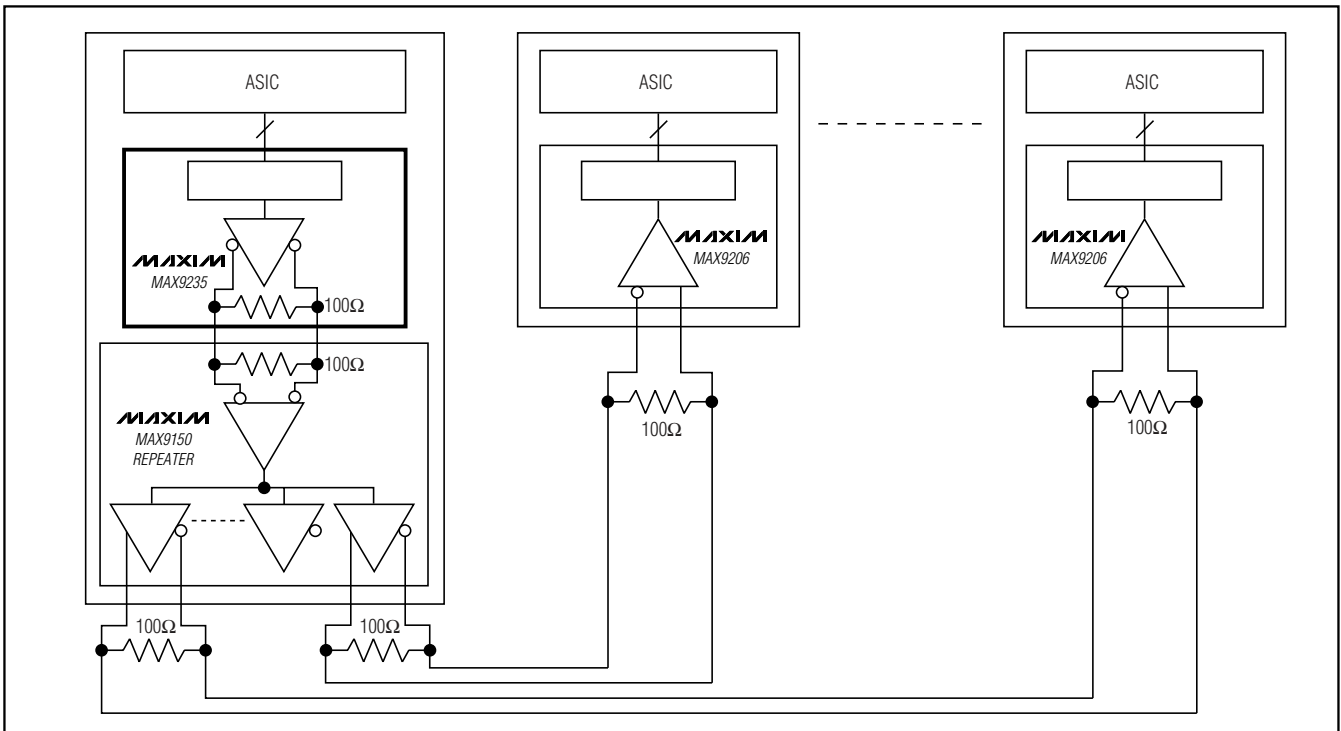 ASIC
MAXIM
MAX9235
100Ω
100Ω
MAXIM
MAX9150
REPEATER
100Ω
100Ω
ASIC
MAXIM
MAX9206
100Ω
ASIC
MAXIM
MAX9206
100Ω